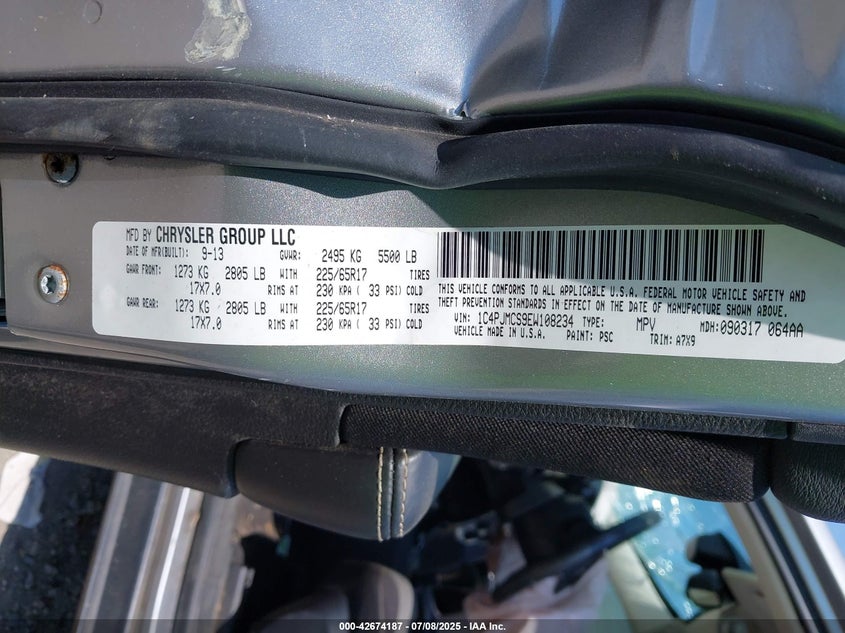 MFD BY CHRYSLER GROUP LLC
DATE OF MFR(BUILT): 9-13 GVWR: 2495 KG 5500 LB
GAWR FRONT: 1273 KG 2805 LB WITH 225/65R17 TIRES
17X7.0 RIMS AT 230 KPA ( 33 PSI) COLD
GAWR REAR: 1273 KG 2805 LB WITH 225/65R17 TIRES
17X7.0 RIMS AT 230 KPA ( 33 PSI) COLD
THIS VEHICLE CONFORMS TO ALL APPLICABLE U.S.A. FEDERAL MOTOR VEHICLE SAFETY AND
THEFT PREVENTION STANDARDS IN EFFECT ON THE DATE OF MANUFACTURE SHOWN ABOVE.
VIN: 1C4PJMCS9EW108234 TYPE: MPV MDH: 090317 064AA
VEHICLE MADE IN U.S.A. PAINT: PSC TRIM: A7X9
000-42674187 - 07/08/2025 - IAA Inc.